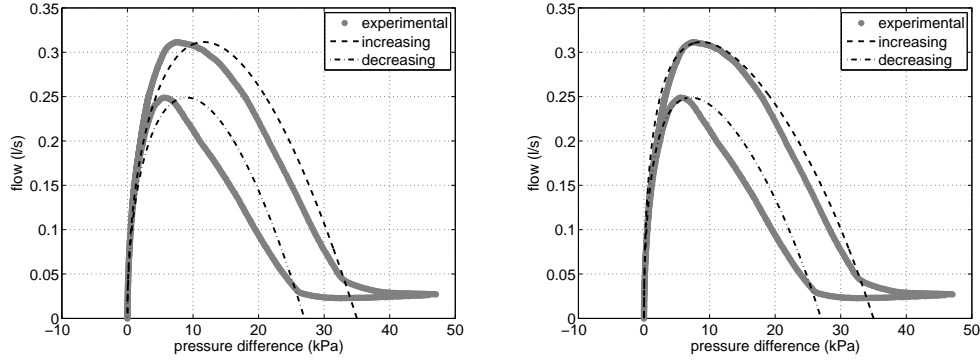 experimental
increasing
decreasing
0.35
0.3
0.25
0.2
0.15
0.1
0.05
0
flow (l/s)
−10 0 10 20 30 40 50
pressure difference (kPa)
experimental
increasing
decreasing
0.35
0.3
0.25
0.2
0.15
0.1
0.05
0
flow (l/s)
−10 0 10 20 30 40 50
pressure difference (kPa)